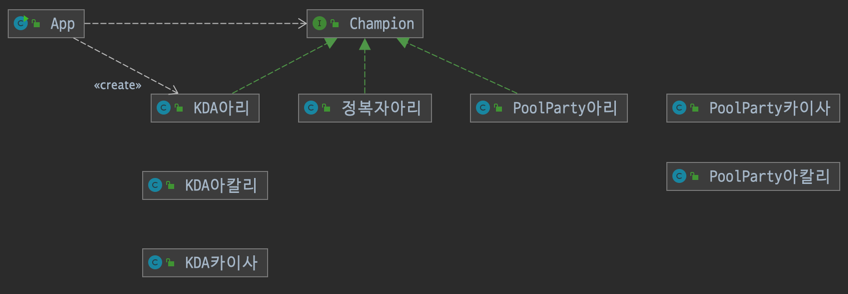 App
Champion
«create»
KDA아리
정복자아리
PoolParty아리
PoolParty카이사
KDA아칼리
PoolParty아칼리
KDA카이사